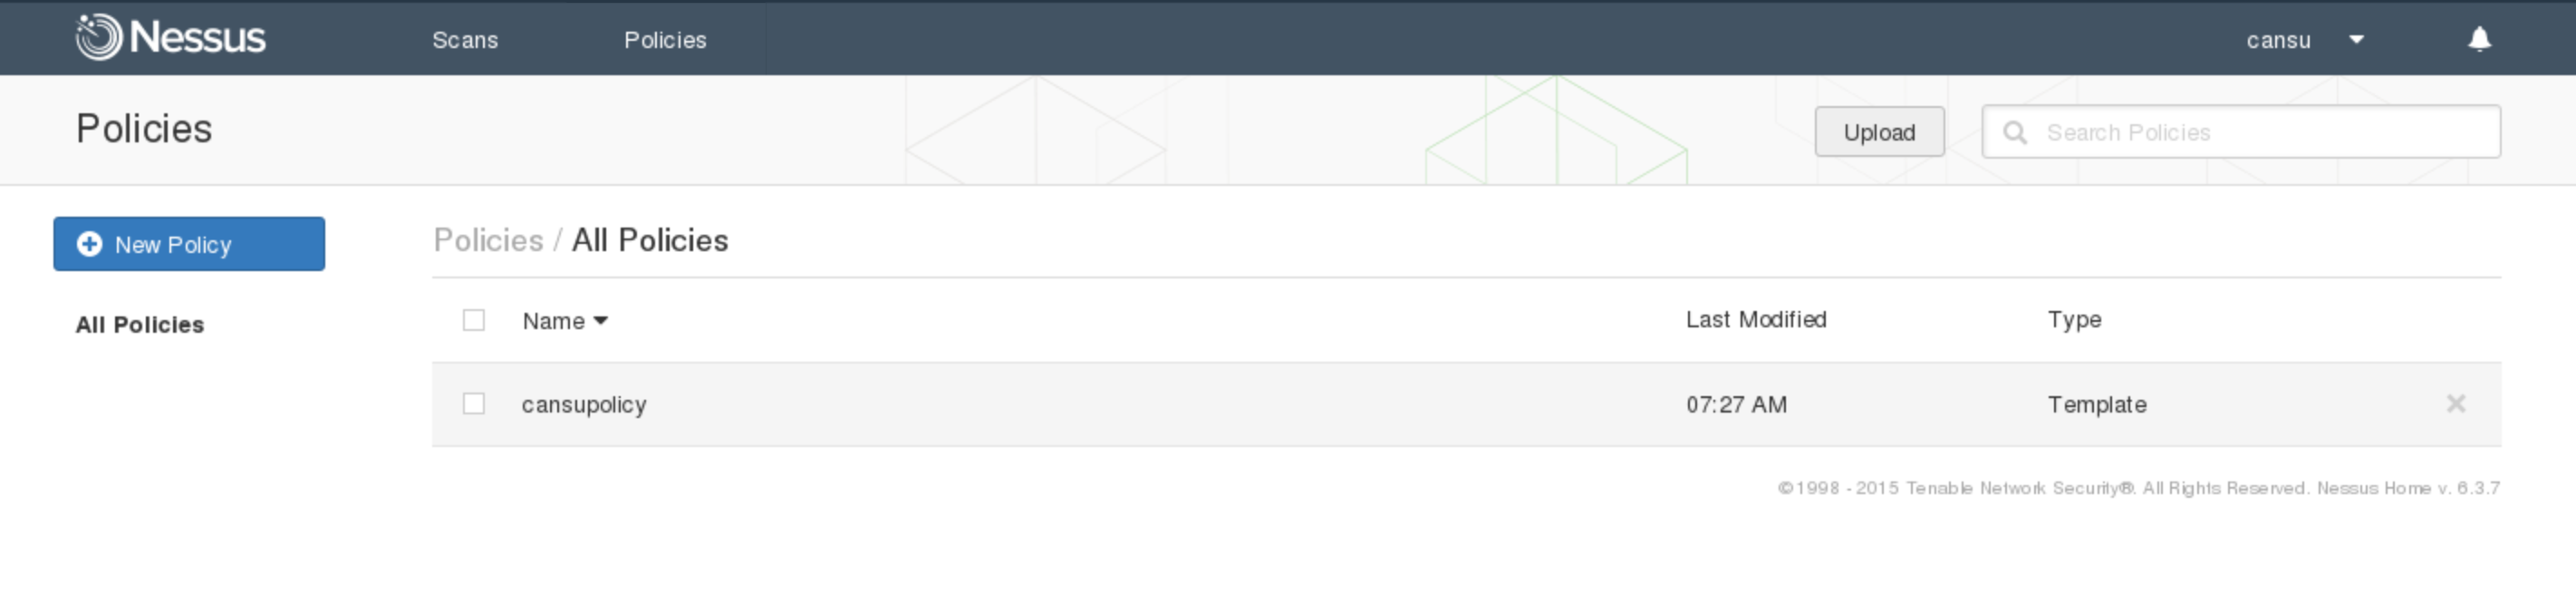 Nessus Scans Policies cansu
Policies Upload Search Policies
New Policy
Policies / All Policies
All Policies
Name Last Modified Type
cansupolicy 07:27 AM Template
©1998 - 2015 Tenable Network Security®. All Rights Reserved. Nessus Home v. 6.3.7